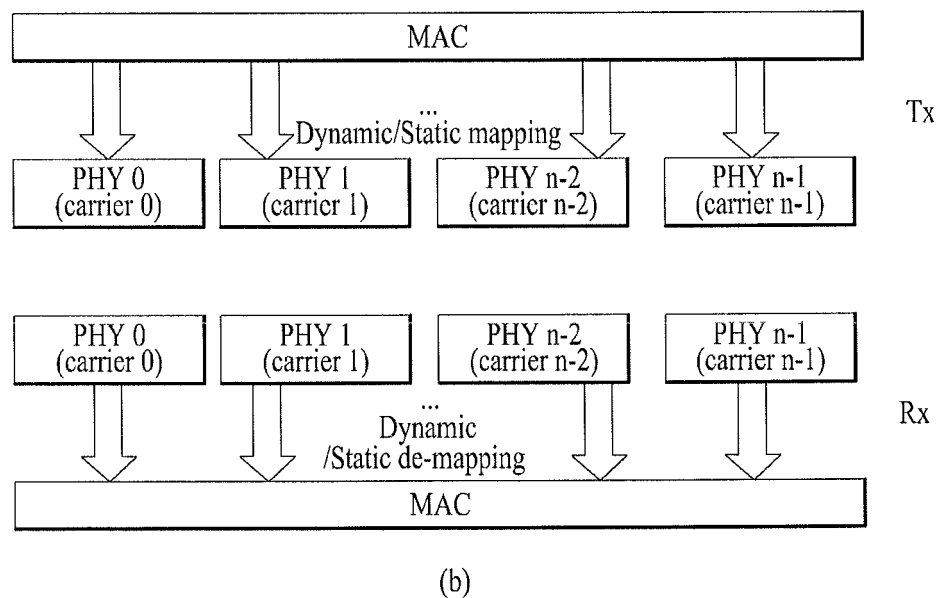 MAC
Tx
...
Dynamic/Static mapping
PHY 0
(carrier 0)
PHY 1
(carrier 1)
PHY n-2
(carrier n-2)
PHY n-1
(carrier n-1)
PHY 0
(carrier 0)
PHY 1
(carrier 1)
PHY n-2
(carrier n-2)
PHY n-1
(carrier n-1)
...
Dynamic
/Static de-mapping
Rx
MAC
(b)